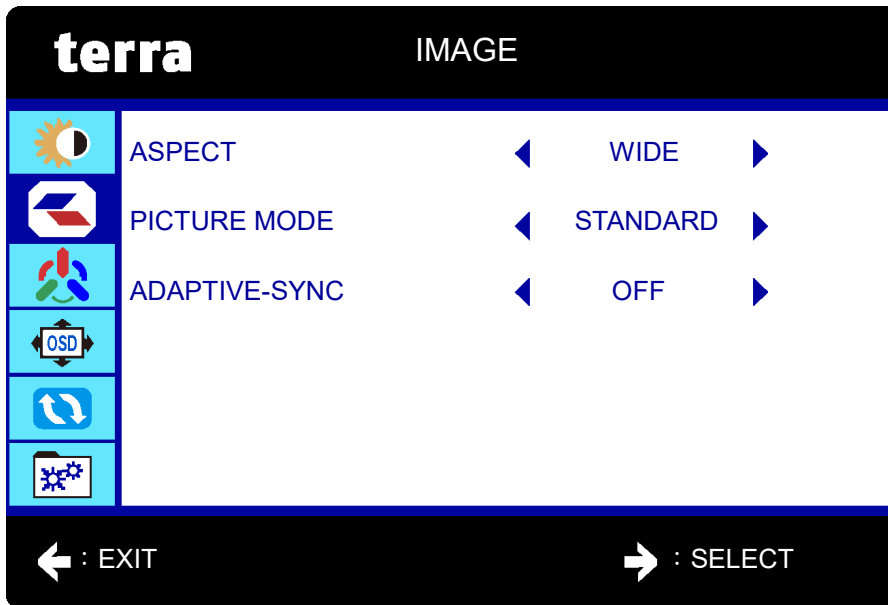 terra IMAGE
ASPECT WIDE
PICTURE MODE STANDARD
ADAPTIVE-SYNC OFF
OSD
: EXIT : SELECT